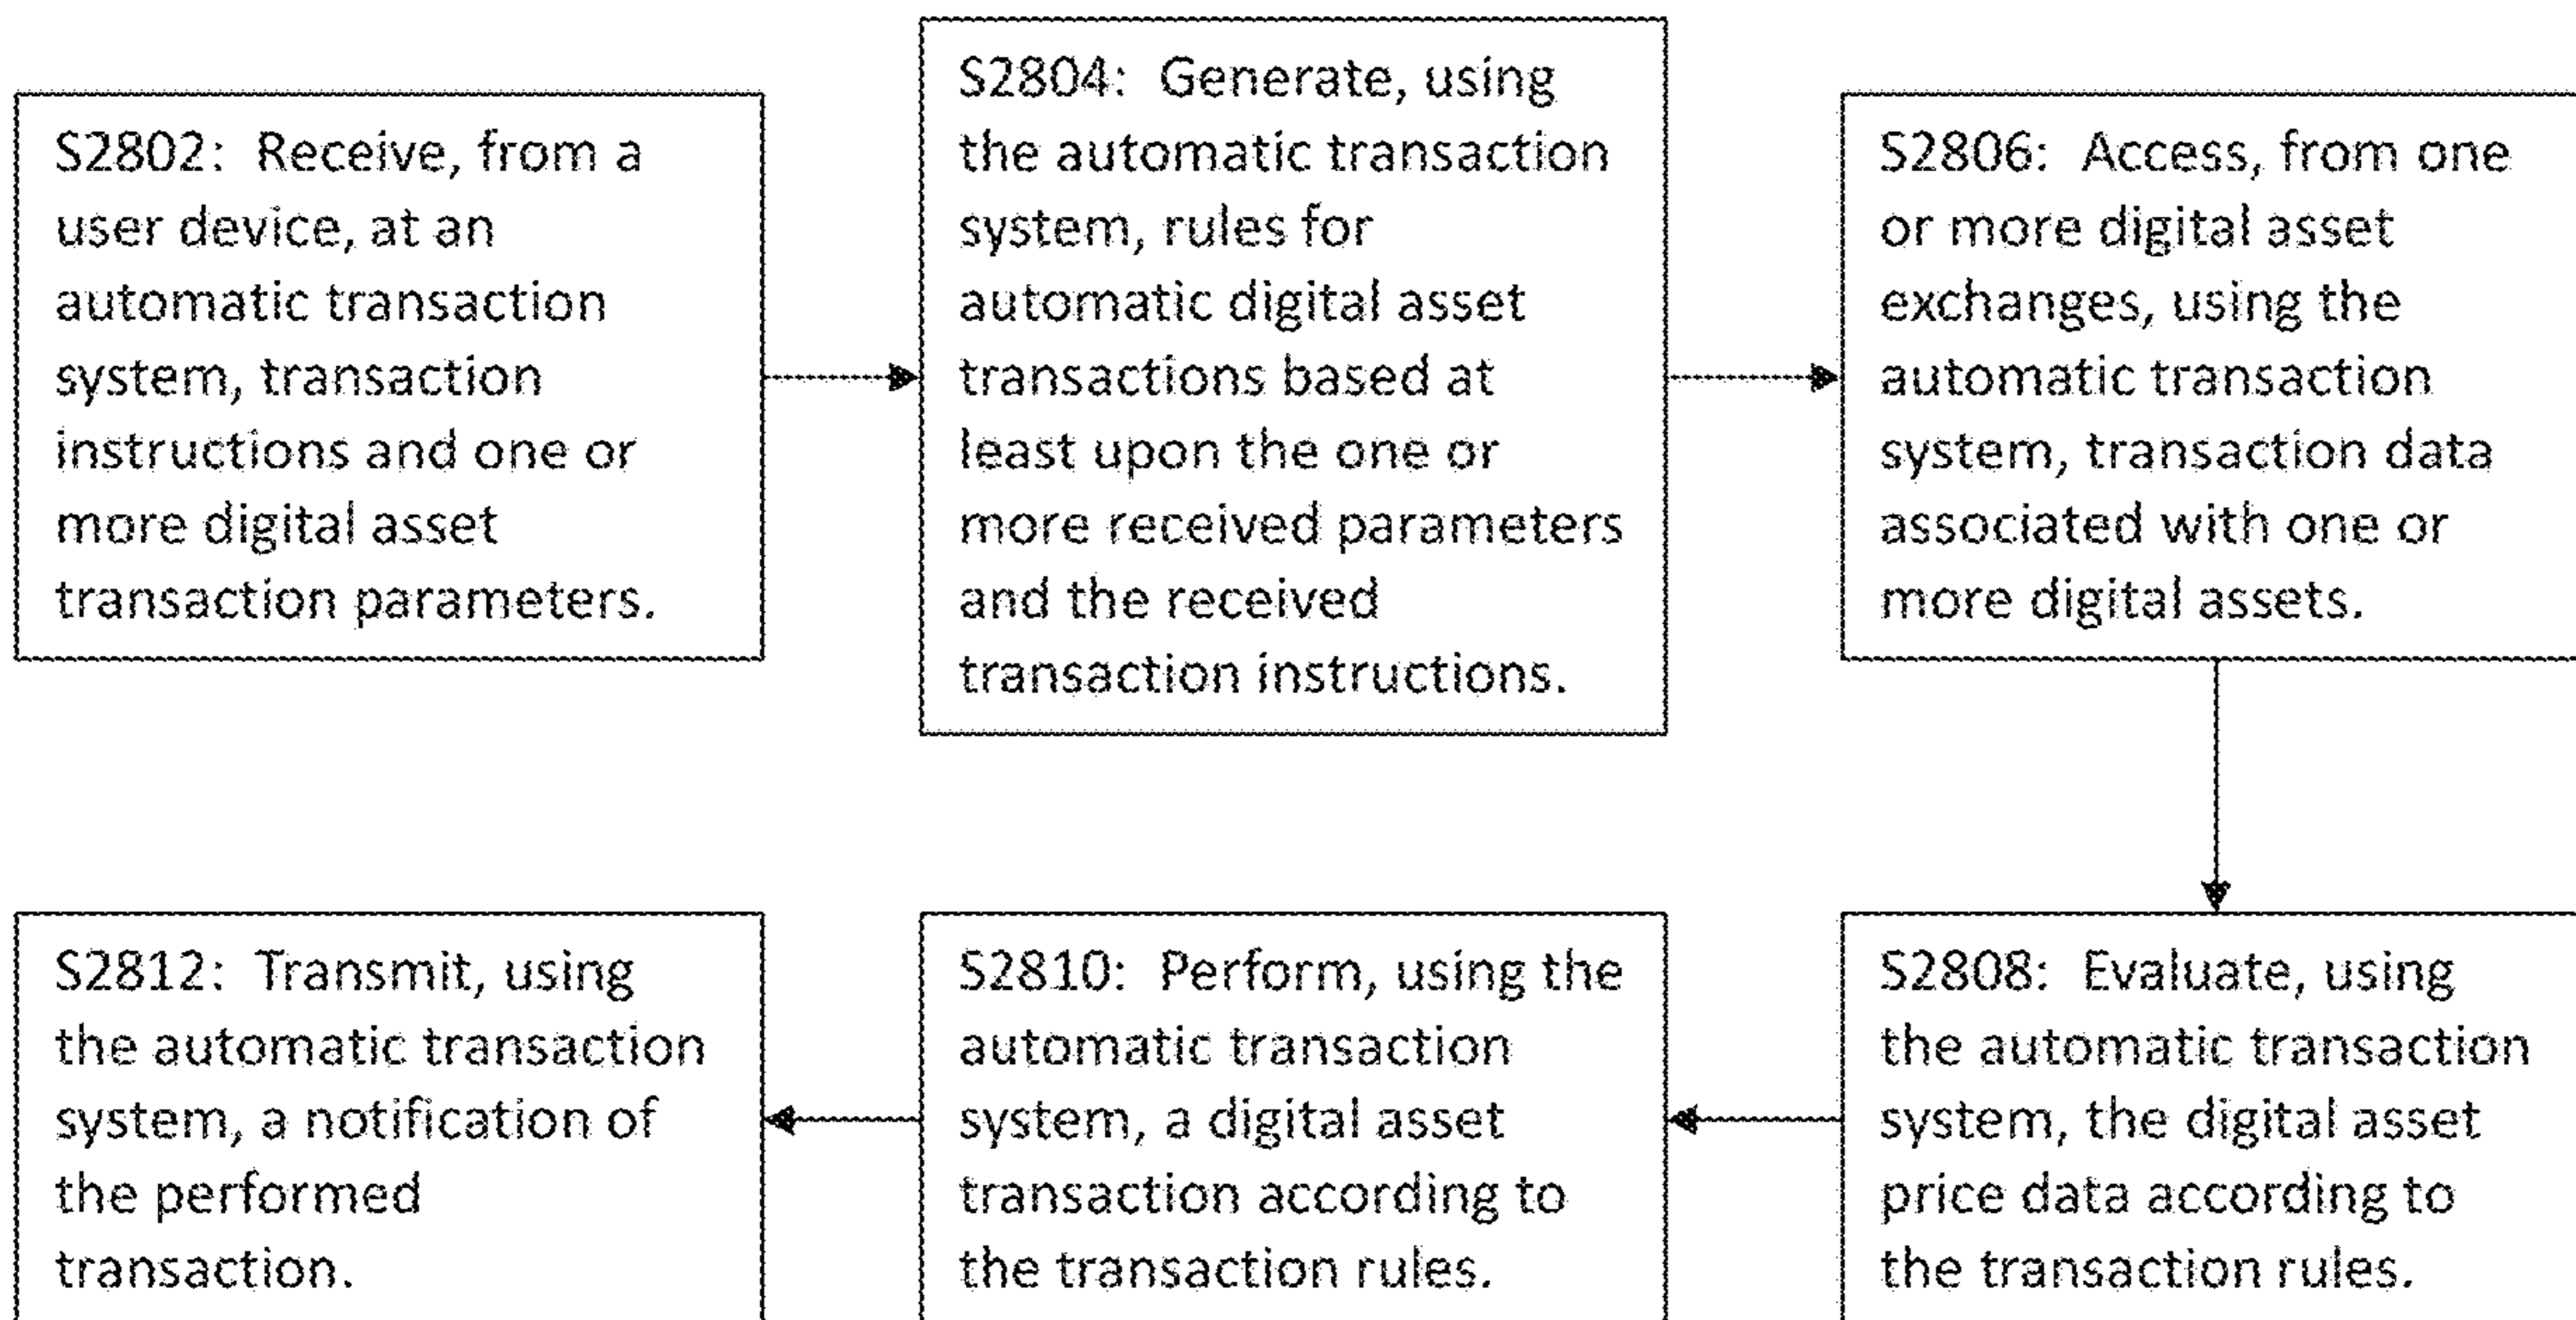 S2802: Receive, from a
user device, at an
automatic transaction
system, transaction
instructions and one or
more digital asset
transaction parameters.
S2804: Generate, using
the automatic transaction
system, rules for
automatic digital asset
transactions based at
least upon the one or
more received parameters
and the received
transaction instructions.
S2806: Access, from one
or more digital asset
exchanges, using the
automatic transaction
system, transaction data
associated with one or
more digital assets.
S2808: Evaluate, using
the automatic transaction
system, the digital asset
price data according to
the transaction rules.
S2810: Perform, using the
automatic transaction
system, a digital asset
transaction according to
the transaction rules.
S2812: Transmit, using
the automatic transaction
system, a notification of
the performed
transaction.